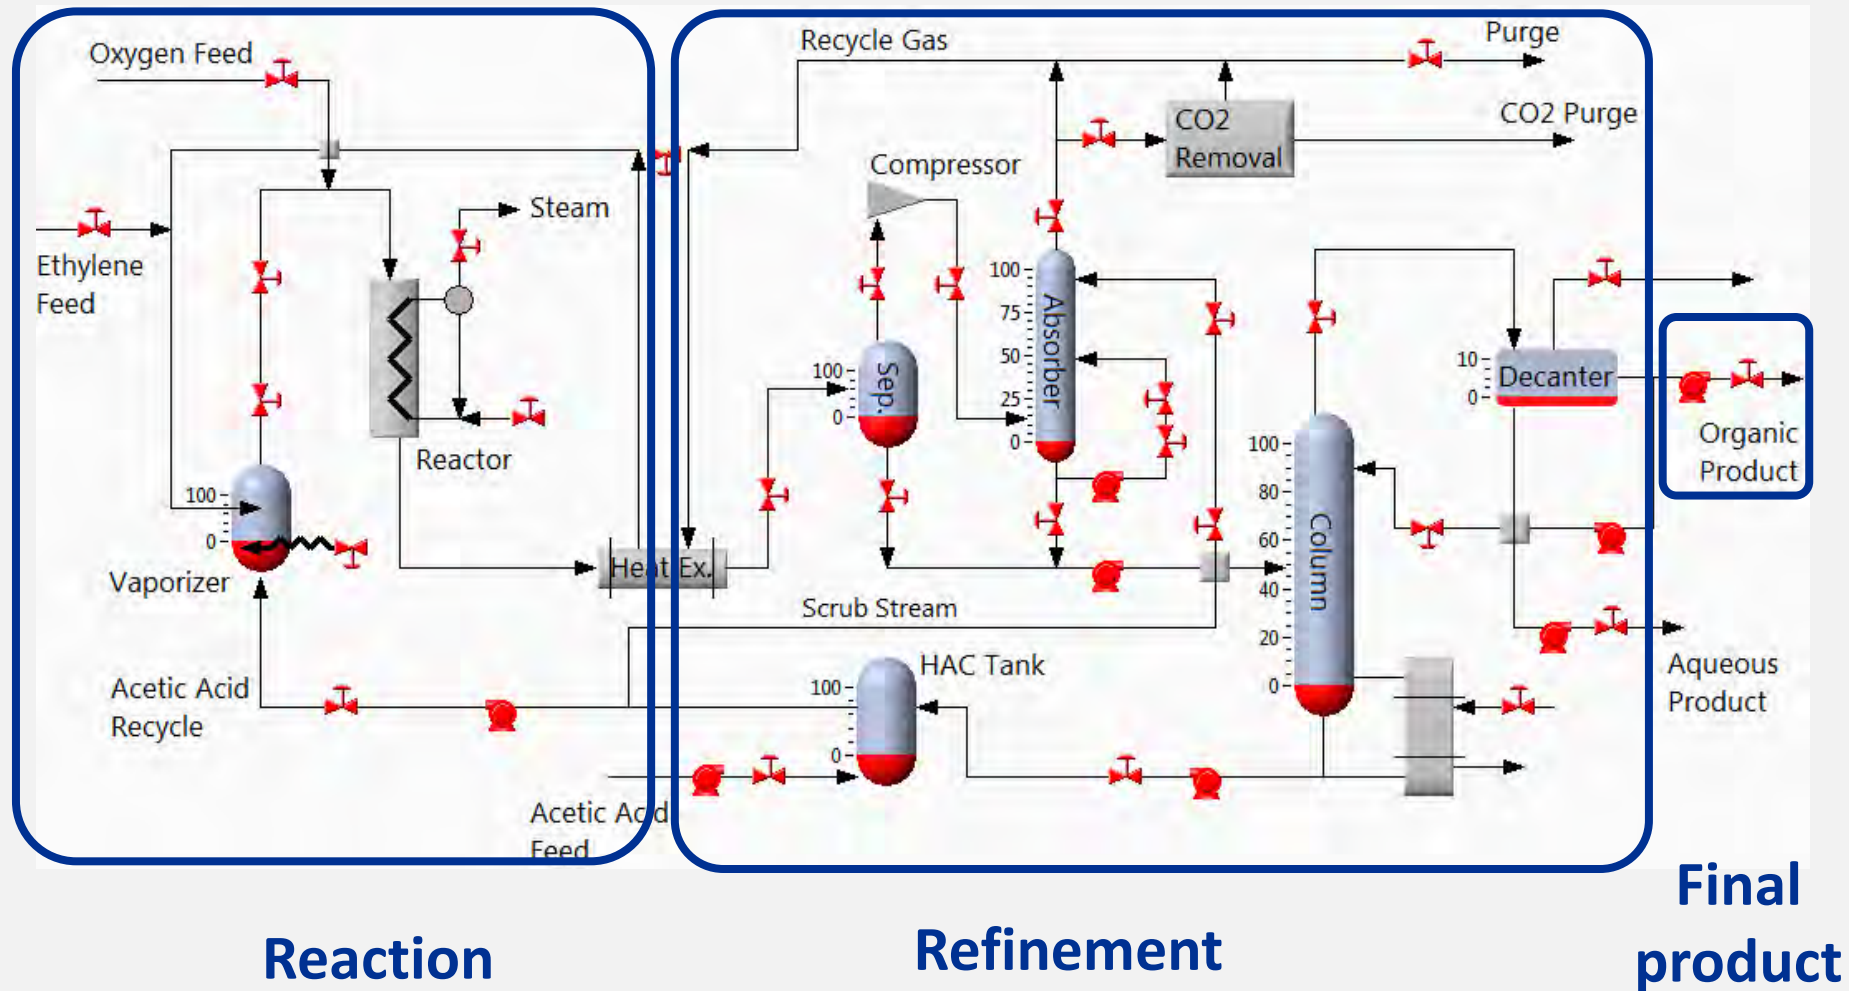 Oxygen Feed
Recycle Gas
Purge
CO2 Purge
CO2
Removal
Compressor
Steam
Ethylene
Feed
100
75
50
25
0
Absorber
100
0
Sep.
10
0
Decanter
Organic
Product
Reactor
100
0
Vaporizer
Heat Ex.
100
80
60
40
20
0
Column
Scrub Stream
HAC Tank
100
0
Acetic Acid
Recycle
Aqueous
Product
Acetic Acid
Feed
Reaction
Refinement
Final
product